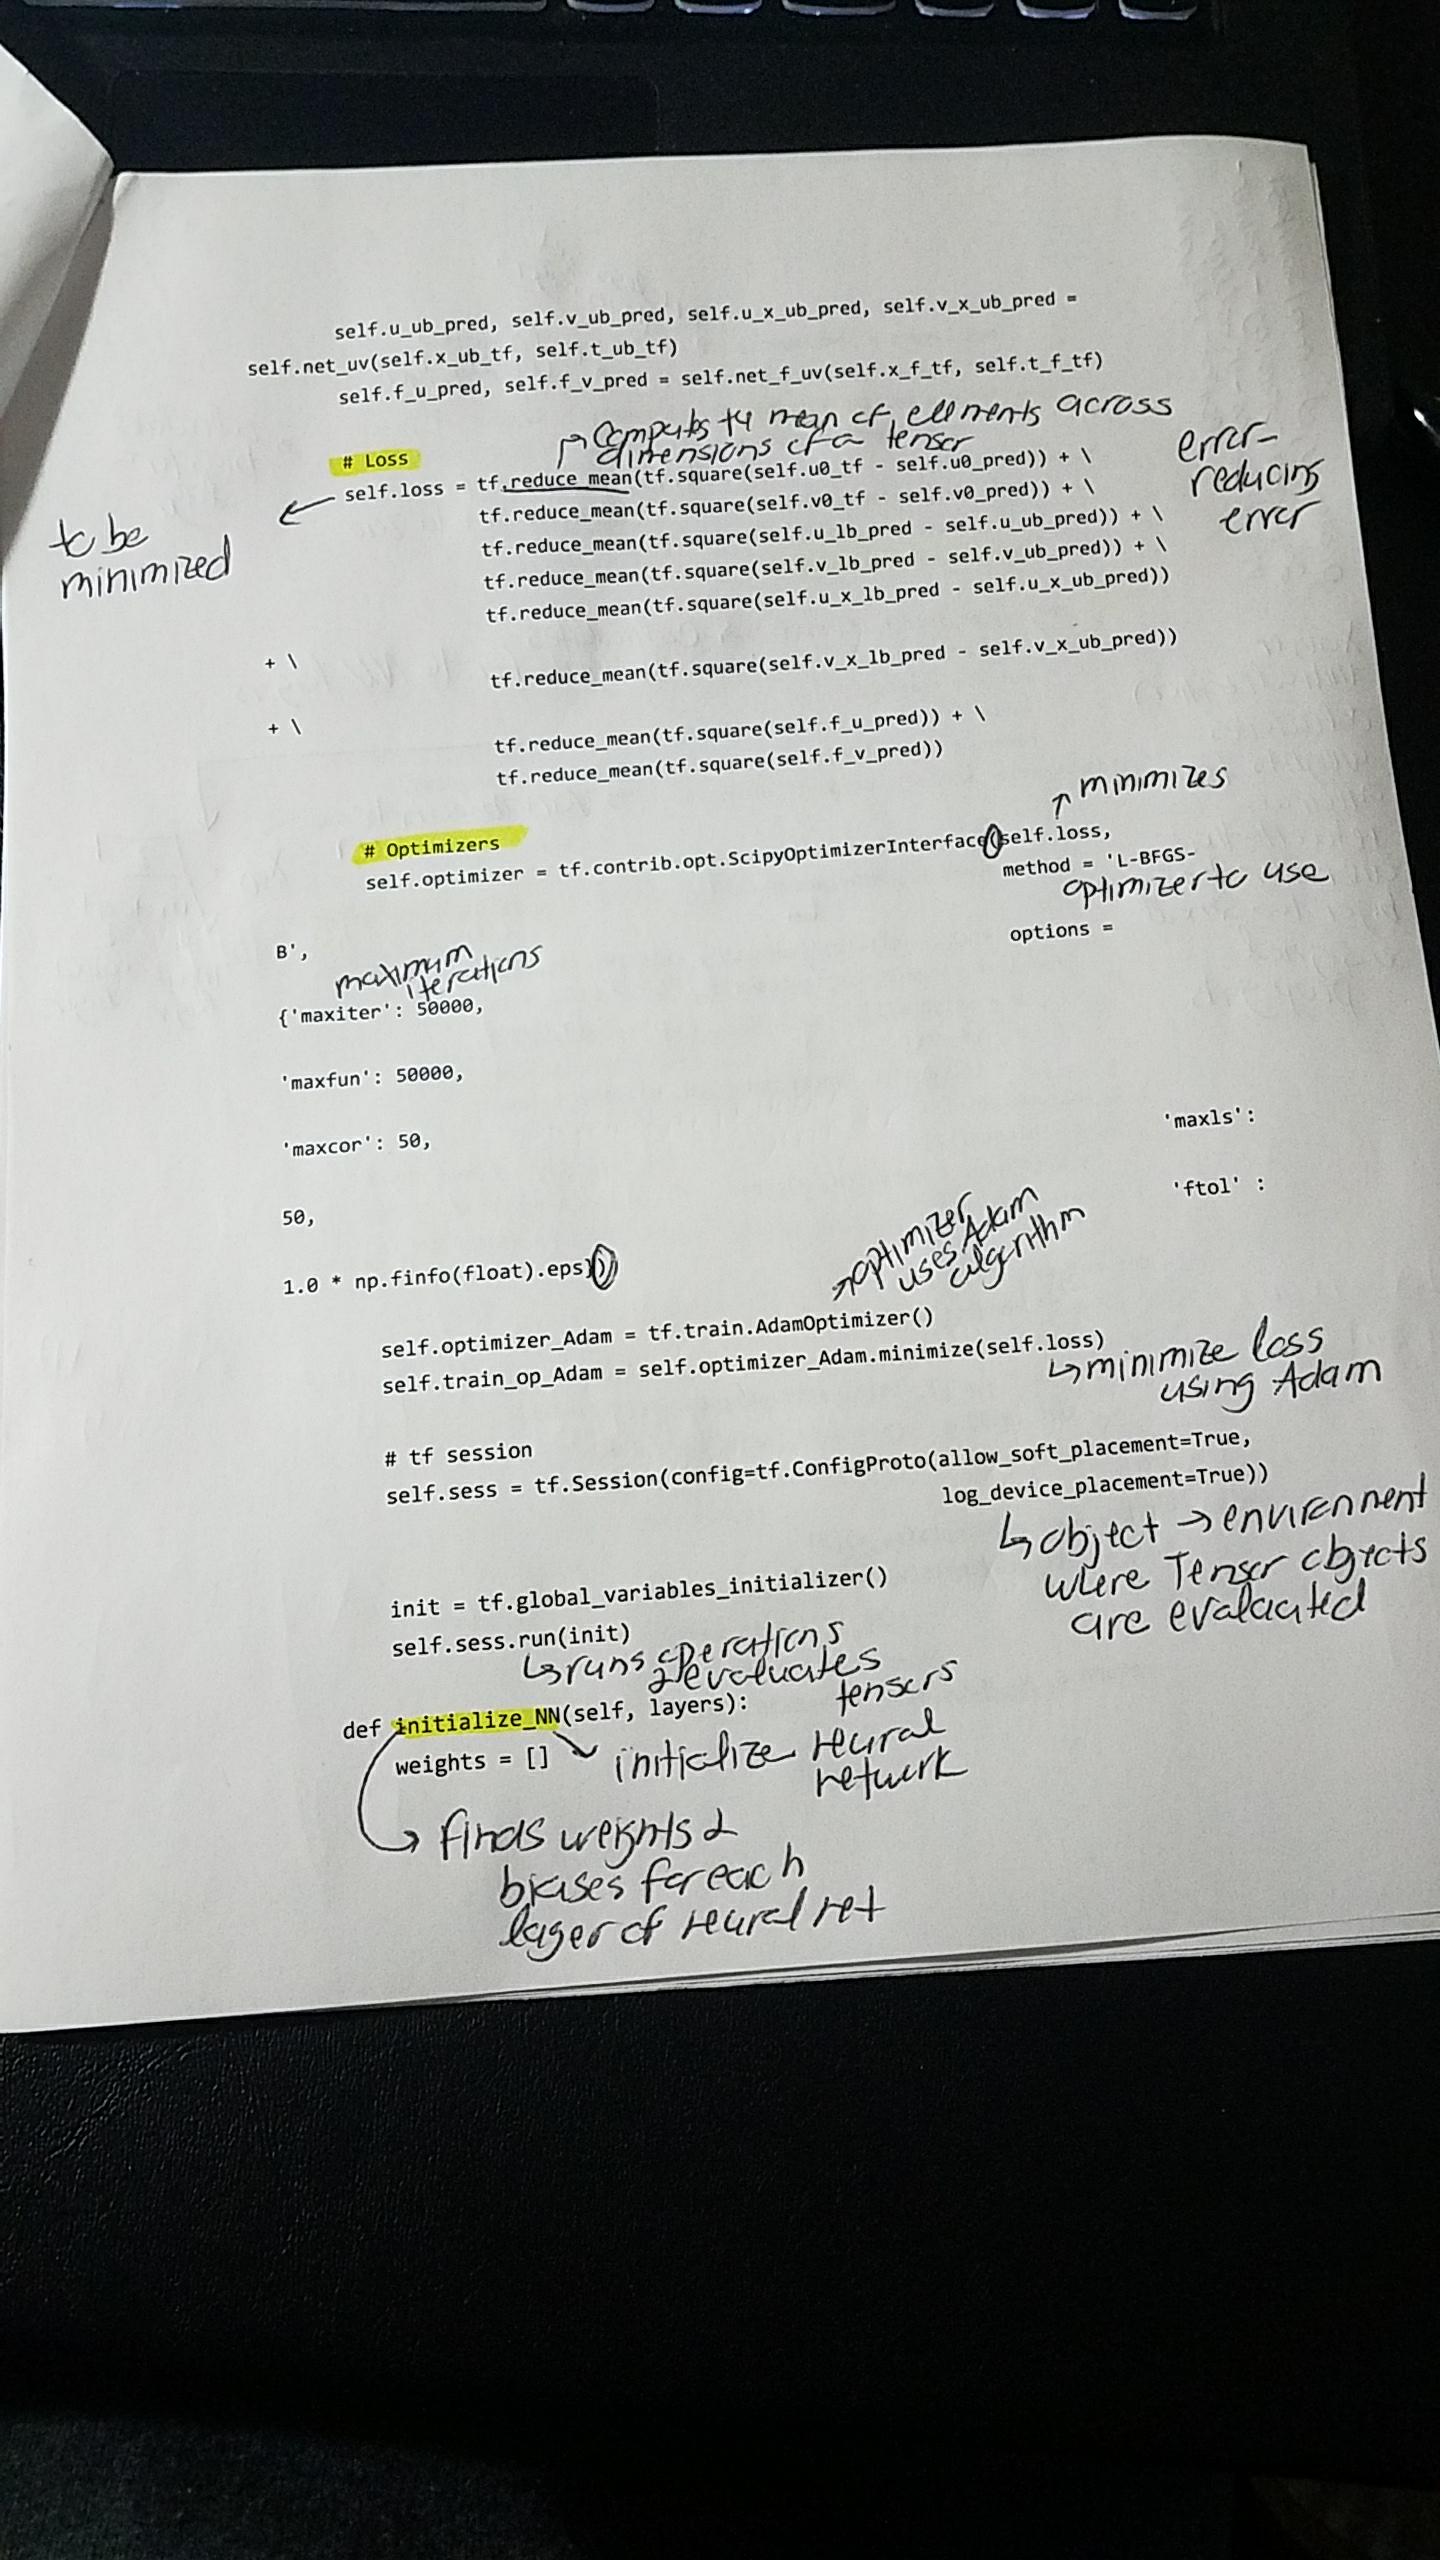 self.u_ub_pred, self.v_ub_pred, self.u_x_ub_pred, self.v_x_ub_pred =
self.net_uv(self.x_ub_tf, self.t_ub_tf)
self.f_u_pred, self.f_v_pred = self.net_f_uv(self.x_f_tf, self.t_f_tf)
computes the mean of elements across
dimensions of a tensor
# Loss
self.loss = tf.reduce_mean(tf.square(self.u0_tf - self.u0_pred)) + \
tf.reduce_mean(tf.square(self.v0_tf - self.v0_pred)) + \
tf.reduce_mean(tf.square(self.u_lb_pred - self.u_ub_pred)) + \
tf.reduce_mean(tf.square(self.v_lb_pred - self.v_ub_pred)) + \
tf.reduce_mean(tf.square(self.u_x_lb_pred - self.u_x_ub_pred))
error-
reducing
error
to be
minimized
+ \
tf.reduce_mean(tf.square(self.v_x_lb_pred - self.v_x_ub_pred))
+ \
tf.reduce_mean(tf.square(self.f_u_pred)) + \
tf.reduce_mean(tf.square(self.f_v_pred))
minimizes
# Optimizers
self.optimizer = tf.contrib.opt.ScipyOptimizerInterface(self.loss,
method = 'L-BFGS-
optimizer to use
B',
options =
maximum
iterations
{'maxiter': 50000,
'maxfun': 50000,
'maxcor': 50,
'maxls':
50,
'ftol' :
1.0 * np.finfo(float).eps})
optimizer
uses Adam
algorithm
self.optimizer_Adam = tf.train.AdamOptimizer()
self.train_op_Adam = self.optimizer_Adam.minimize(self.loss)
minimize loss
using Adam
# tf session
self.sess = tf.Session(config=tf.ConfigProto(allow_soft_placement=True,
log_device_placement=True))
object → environment
where Tensor objects
are evaluated
init = tf.global_variables_initializer()
self.sess.run(init)
runs operations
& evaluates
tensors
def initialize_NN(self, layers):
weights = []
initialize neural
network
finds weights &
biases for each
layer of neural net